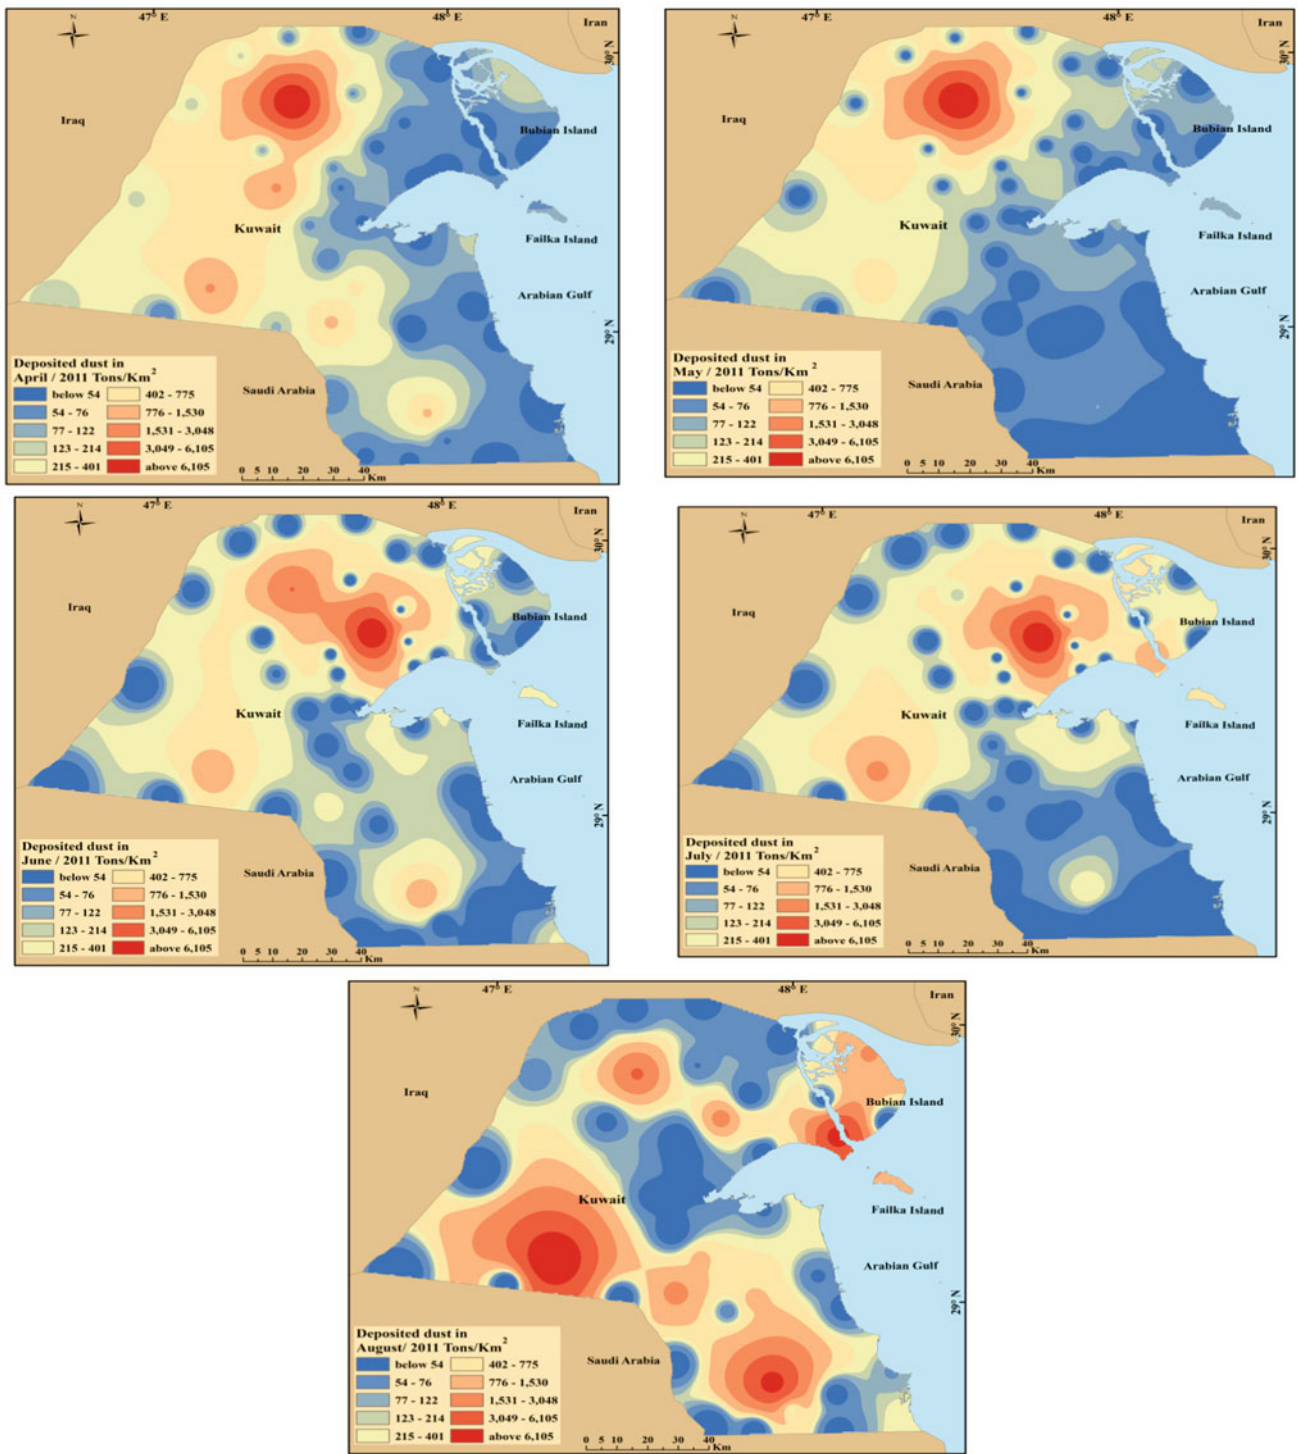 47° E
48° E
Iran
N
30° N
Iraq
Bubian Island
Kuwait
Failka Island
Arabian Gulf
29° N
Saudi Arabia
Deposited dust in
April / 2011 Tons/Km2
below 54 402 - 775
54 - 76 776 - 1,530
77 - 122 1,531 - 3,048
123 - 214 3,049 - 6,105
215 - 401 above 6,105
0 5 10 20 30 40
Km
47° E
48° E
Iran
N
30° N
Iraq
Bubian Island
Kuwait
Failka Island
Arabian Gulf
29° N
Saudi Arabia
Deposited dust in
May / 2011 Tons/Km2
below 54 402 - 775
54 - 76 776 - 1,530
77 - 122 1,531 - 3,048
123 - 214 3,049 - 6,105
215 - 401 above 6,105
0 5 10 20 30 40
Km
47° E
48° E
Iran
N
30° N
Iraq
Bubian Island
Kuwait
Failka Island
Arabian Gulf
29° N
Saudi Arabia
Deposited dust in
June / 2011 Tons/Km2
below 54 402 - 775
54 - 76 776 - 1,530
77 - 122 1,531 - 3,048
123 - 214 3,049 - 6,105
215 - 401 above 6,105
0 5 10 20 30 40
Km
47° E
48° E
Iran
N
30° N
Iraq
Bubian Island
Kuwait
Failka Island
Arabian Gulf
29° N
Saudi Arabia
Deposited dust in
July / 2011 Tons/Km2
below 54 402 - 775
54 - 76 776 - 1,530
77 - 122 1,531 - 3,048
123 - 214 3,049 - 6,105
215 - 401 above 6,105
0 5 10 20 30 40
Km
47° E
48° E
Iran
N
30° N
Iraq
Bubian Island
Kuwait
Failka Island
Arabian Gulf
29° N
Saudi Arabia
Deposited dust in
August/ 2011 Tons/Km2
below 54 402 - 775
54 - 76 776 - 1,530
77 - 122 1,531 - 3,048
123 - 214 3,049 - 6,105
215 - 401 above 6,105
0 5 10 20 30 40
Km